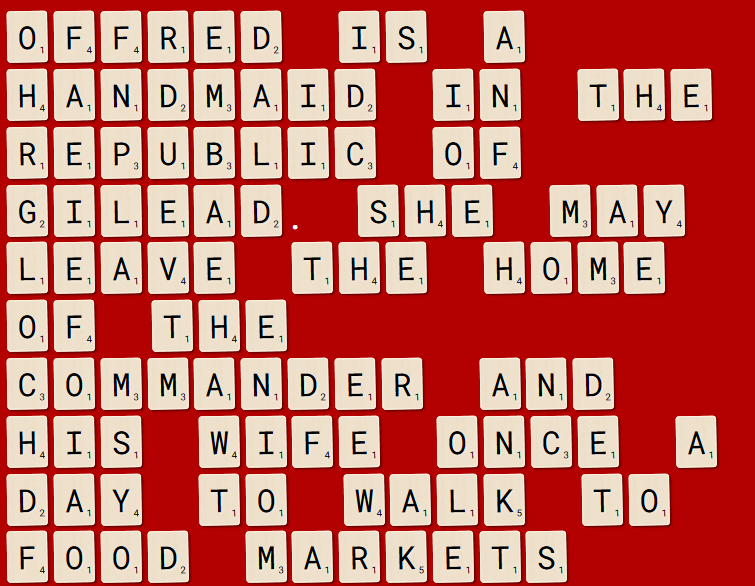 OFFRED IS A
HANDMAID IN THE
REPUBLIC OF
GILEAD. SHE MAY
LEAVE THE HOME
OF THE
COMMANDER AND
HIS WIFE ONCE A
DAY TO WALK TO
FOOD MARKETS